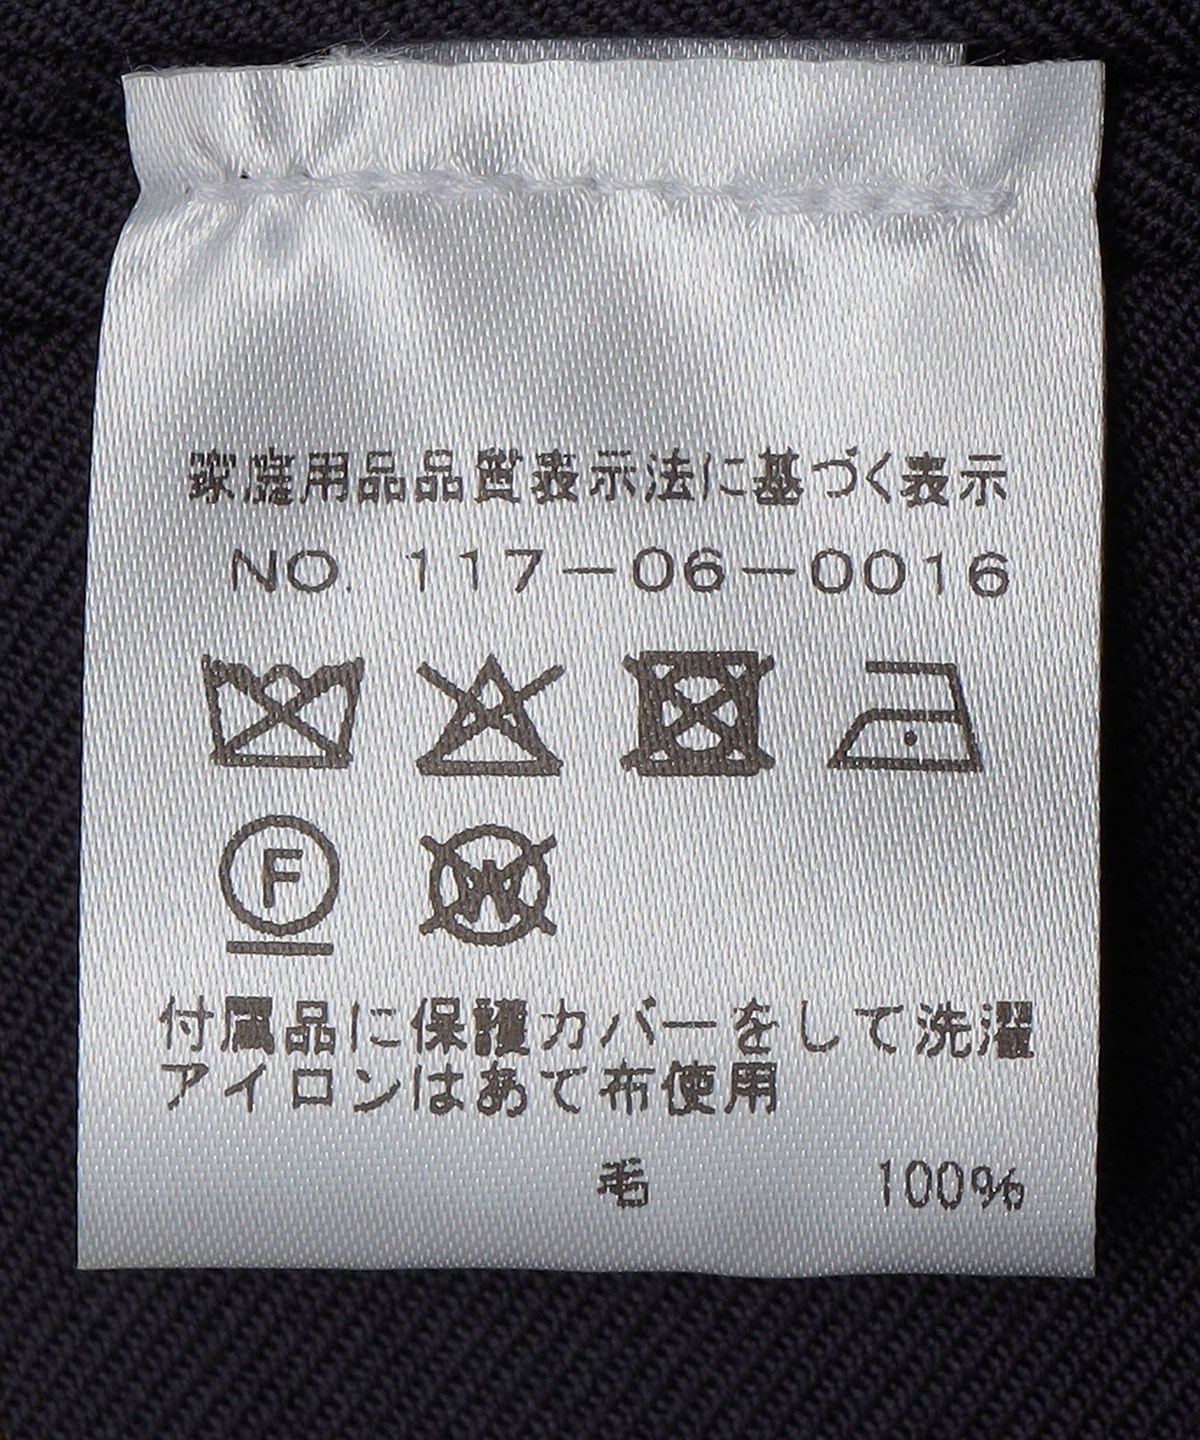 家庭用品品質表示法に基づく表示
NO. 117-06-0016
F W
付属品に保護カバーをして洗濯
アイロンはあて布使用
毛 100%